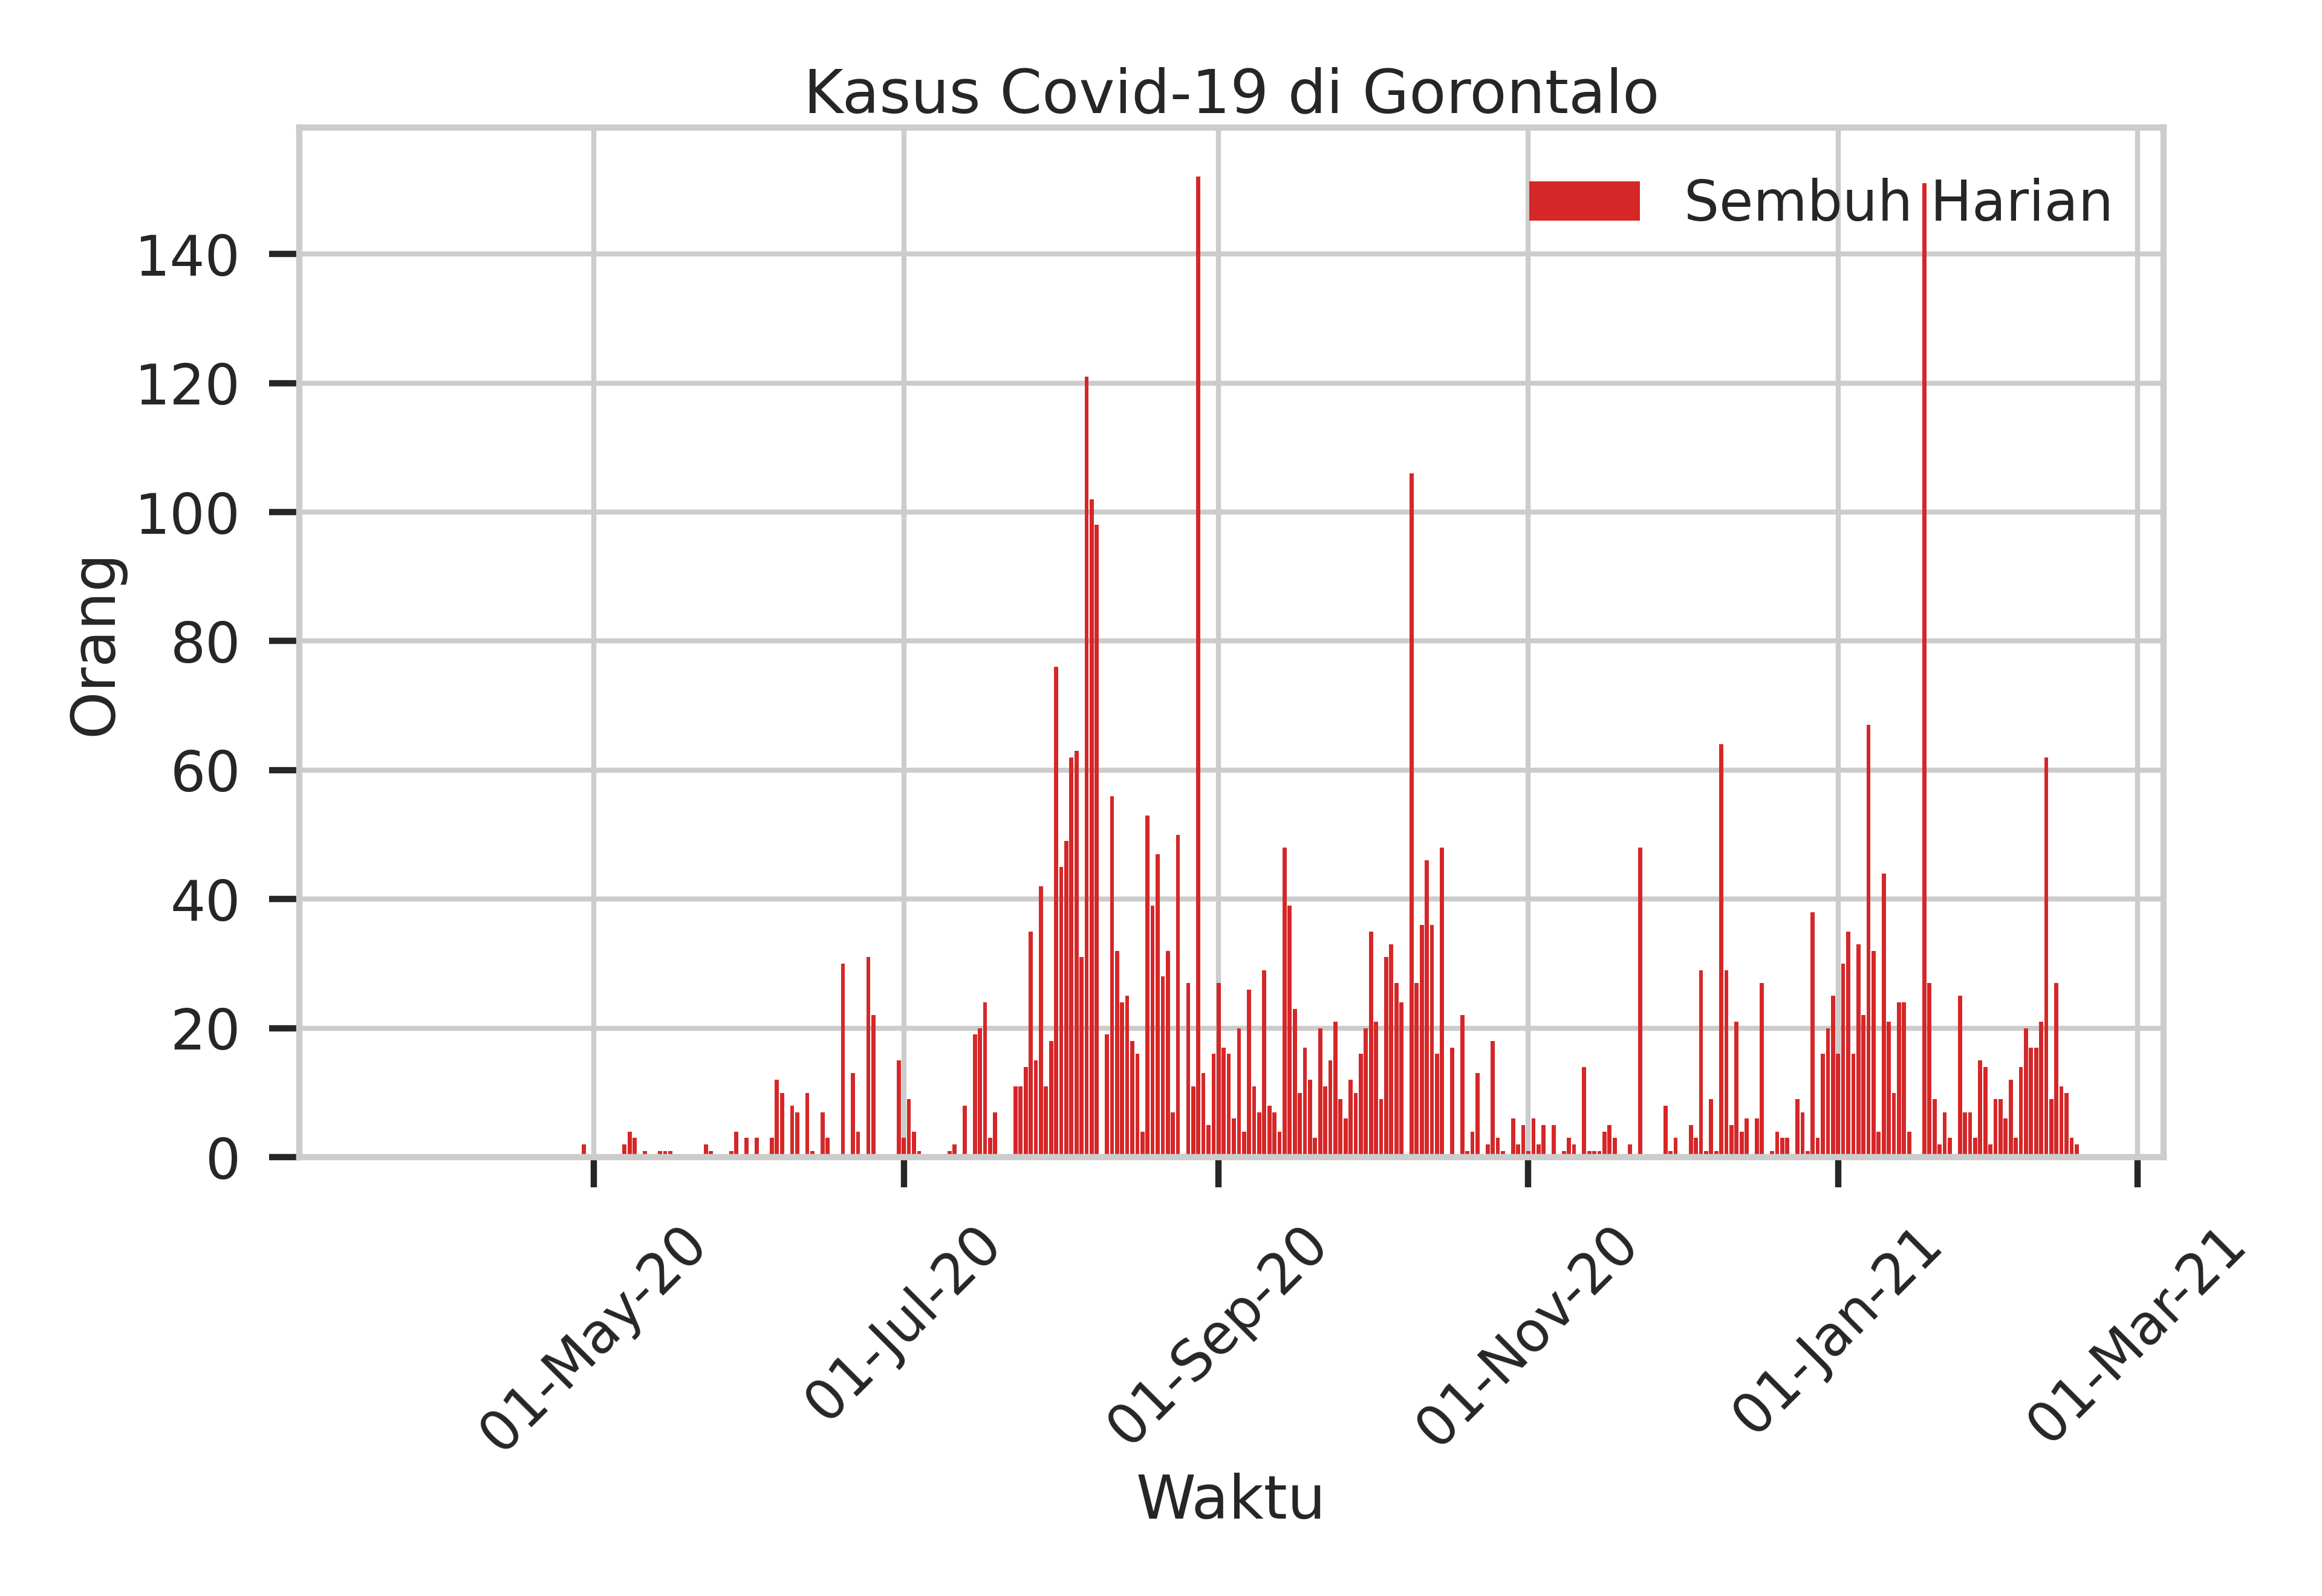 Kasus Covid-19 di Gorontalo
Sembuh Harian
140
120
100
80
60
40
20
0
Orang
01-May-20
01-Jul-20
01-Sep-20
01-Nov-20
01-Jan-21
01-Mar-21
Waktu